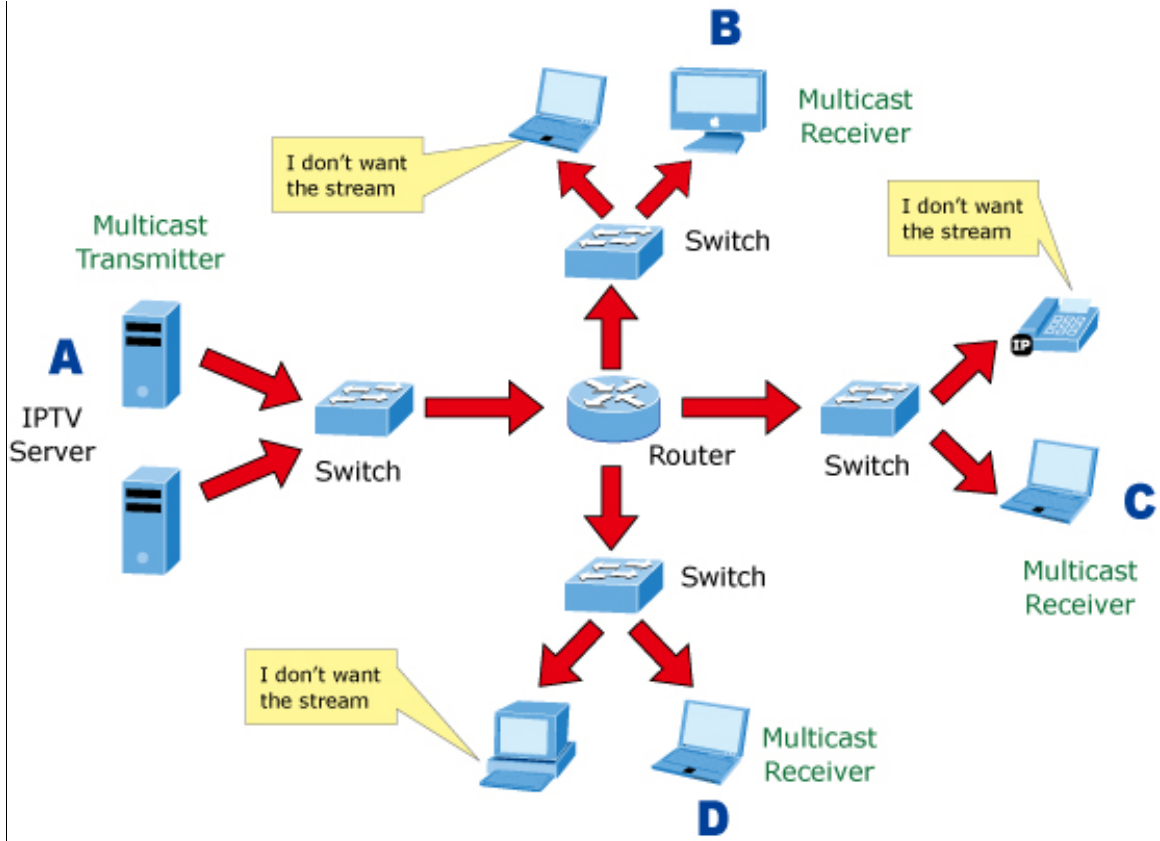 B
Multicast
Receiver
I don't want
the stream
Switch
I don't want
the stream
Multicast
Transmitter
A
IPTV
Server
Switch
Router
Switch
IP
C
Multicast
Receiver
Switch
I don't want
the stream
Multicast
Receiver
D